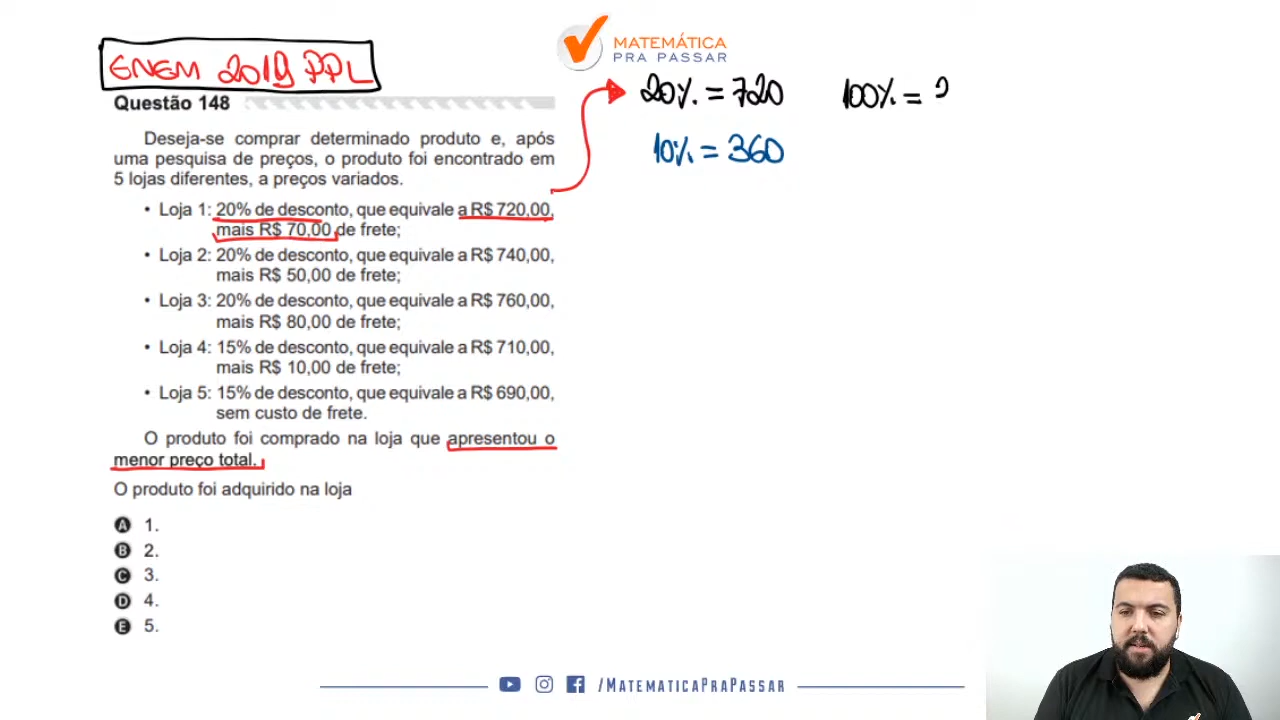 ENEM 2019 PPL
MATEMÁTICA
PRA PASSAR
Questão 148
20% = 720
100% = ?
10% = 360
Deseja-se comprar determinado produto e, após
uma pesquisa de preços, o produto foi encontrado em
5 lojas diferentes, a preços variados.
• Loja 1: 20% de desconto, que equivale a R$ 720,00,
mais R$ 70,00 de frete;
• Loja 2: 20% de desconto, que equivale a R$ 740,00,
mais R$ 50,00 de frete;
• Loja 3: 20% de desconto, que equivale a R$ 760,00,
mais R$ 80,00 de frete;
• Loja 4: 15% de desconto, que equivale a R$ 710,00,
mais R$ 10,00 de frete;
• Loja 5: 15% de desconto, que equivale a R$ 690,00,
sem custo de frete.
O produto foi comprado na loja que apresentou o
menor preço total.
O produto foi adquirido na loja
A 1.
B 2.
C 3.
D 4.
E 5.
/MATEMATICAPRAPASSAR